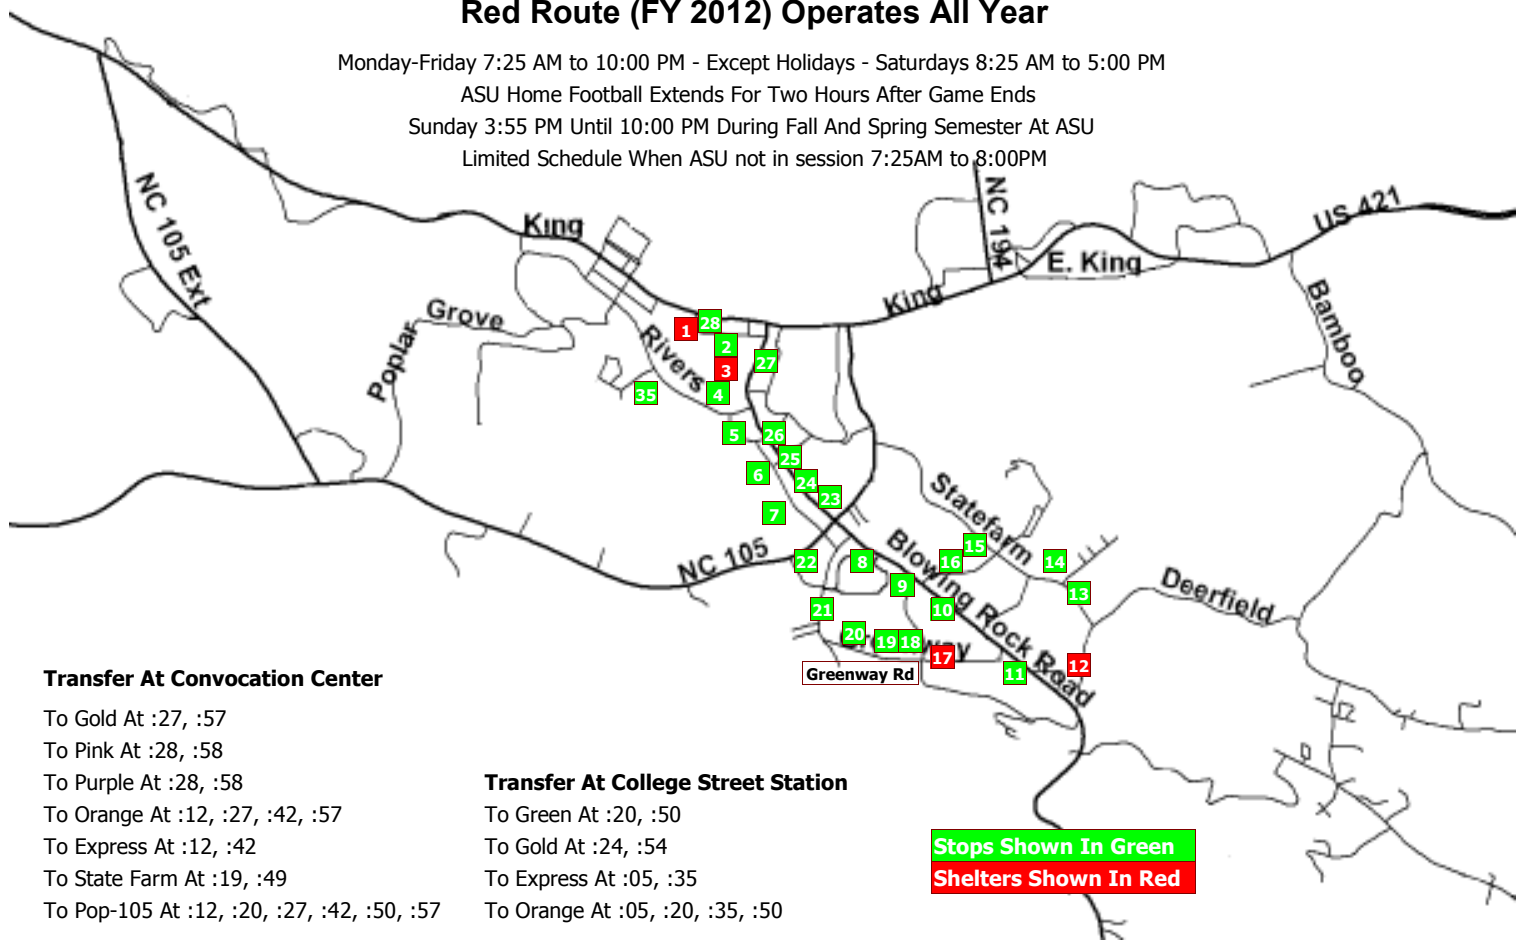 Red Route (FY 2012) Operates All Year
Monday-Friday 7:25 AM to 10:00 PM - Except Holidays - Saturdays 8:25 AM to 5:00 PM
ASU Home Football Extends For Two Hours After Game Ends
Sunday 3:55 PM Until 10:00 PM During Fall And Spring Semester At ASU
Limited Schedule When ASU not in session 7:25AM to 8:00PM
NC 105 Ext
King
NC 194
US 421
E. King
King
Bamboo
Grove
Poplar
Rivers
1
28
2
27
3
35
4
5
26
25
6
24
23
7
Statefarm
Blowing Rock Road
NC 105
22
8
16
15
14
9
13
Deerfield
21
10
20
19
18
17
12
11
Greenway Rd
Transfer At Convocation Center
To Gold At :27, :57
To Pink At :28, :58
To Purple At :28, :58
To Orange At :12, :27, :42, :57
To Express At :12, :42
To State Farm At :19, :49
To Pop-105 At :12, :20, :27, :42, :50, :57
Transfer At College Street Station
To Green At :20, :50
To Gold At :24, :54
To Express At :05, :35
To Orange At :05, :20, :35, :50
Stops Shown In Green
Shelters Shown In Red